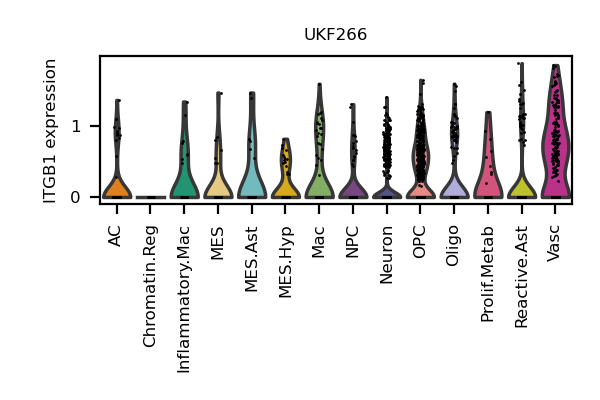 UKF266
ITGB1 expression
1
0
AC
Chromatin.Reg
Inflammatory.Mac
MES
MES.Ast
MES.Hyp
Mac
NPC
Neuron
OPC
Oligo
Prolif.Metab
Reactive.Ast
Vasc